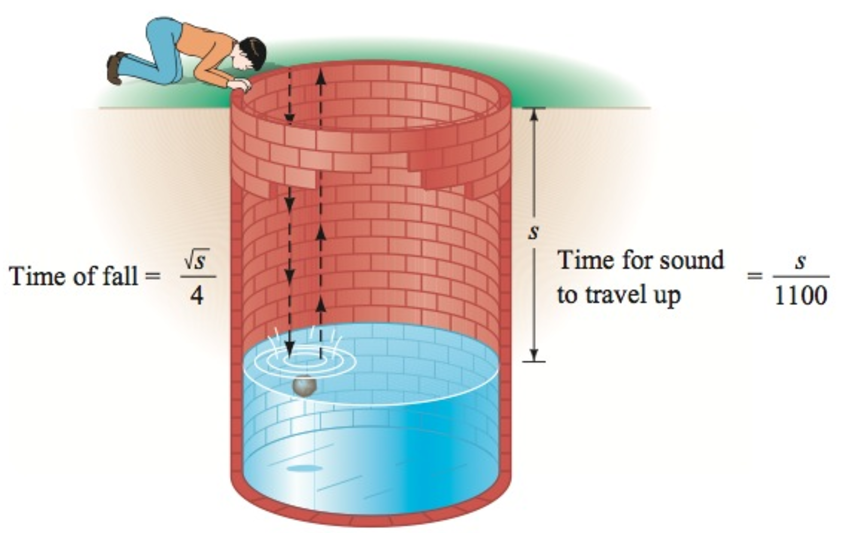 s
Time of fall = √s / 4
Time for sound
to travel up = s / 1100